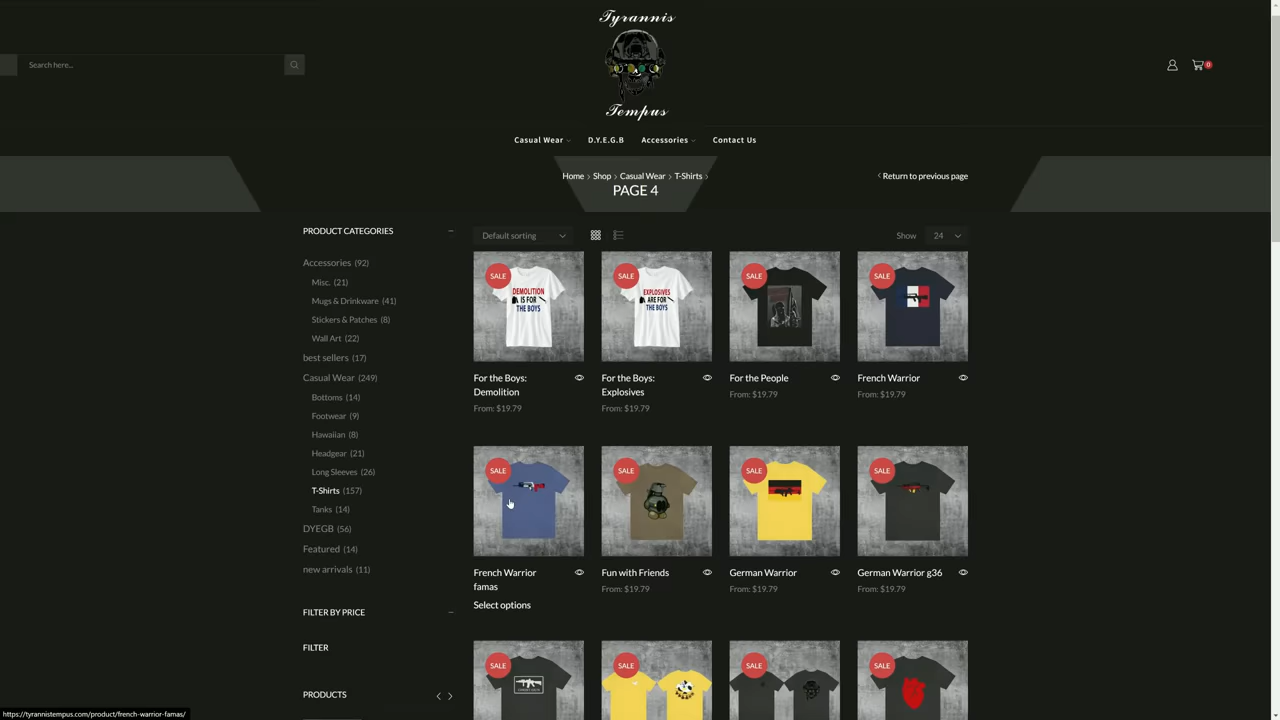 Tyrannis
Tempus
Search here...
0
Casual Wear
D.Y.E.G.B
Accessories
Contact Us
Home
Shop
Casual Wear
T-Shirts
Return to previous page
PAGE 4
PRODUCT CATEGORIES
Accessories (92)
Misc. (21)
Mugs & Drinkware (41)
Stickers & Patches (8)
Wall Art (22)
best sellers (17)
Casual Wear (249)
Bottoms (14)
Footwear (9)
Hawaiian (8)
Headgear (21)
Long Sleeves (26)
T-Shirts (157)
Tanks (14)
DYEGB (56)
Featured (14)
new arrivals (11)
FILTER BY PRICE
FILTER
PRODUCTS
Default sorting
Show
24
SALE
DEMOLITION
IS FOR
THE BOYS
SALE
EXPLOSIVES
ARE FOR
THE BOYS
SALE
SALE
For the Boys:
Demolition
From: $19.79
For the Boys:
Explosives
From: $19.79
For the People
From: $19.79
French Warrior
From: $19.79
SALE
SALE
SALE
SALE
French Warrior
famas
Select options
Fun with Friends
From: $19.79
German Warrior
From: $19.79
German Warrior g36
From: $19.79
SALE
SALE
SALE
SALE
https://tyrannistempus.com/product/french-warrior-famas/